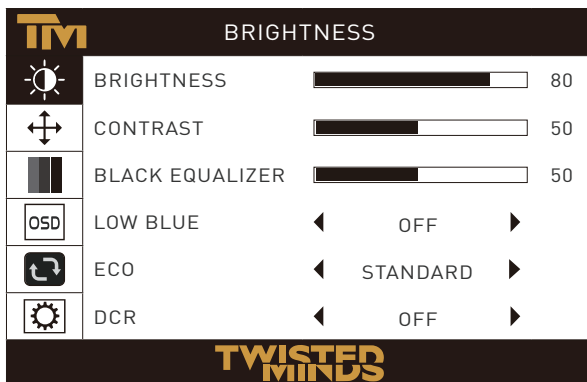 TM BRIGHTNESS
BRIGHTNESS 80
CONTRAST 50
BLACK EQUALIZER 50
OSD LOW BLUE OFF
ECO STANDARD
DCR OFF
TWISTED
MINDS